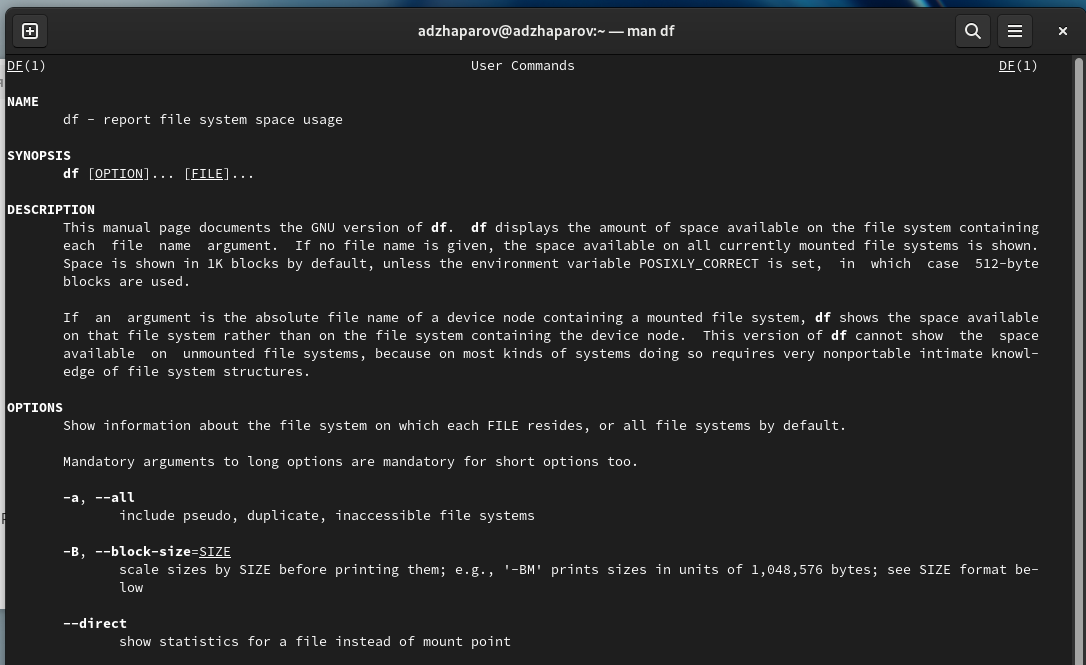 adzhaparov@adzhaparov:~ — man df
DF(1) User Commands DF(1)
NAME
df - report file system space usage
SYNOPSIS
df [OPTION]... [FILE]...
DESCRIPTION
This manual page documents the GNU version of df. df displays the amount of space available on the file system containing
each file name argument. If no file name is given, the space available on all currently mounted file systems is shown.
Space is shown in 1K blocks by default, unless the environment variable POSIXLY_CORRECT is set, in which case 512-byte
blocks are used.
If an argument is the absolute file name of a device node containing a mounted file system, df shows the space available
on that file system rather than on the file system containing the device node. This version of df cannot show the space
available on unmounted file systems, because on most kinds of systems doing so requires very nonportable intimate knowl-
edge of file system structures.
OPTIONS
Show information about the file system on which each FILE resides, or all file systems by default.
Mandatory arguments to long options are mandatory for short options too.
-a, --all
include pseudo, duplicate, inaccessible file systems
-B, --block-size=SIZE
scale sizes by SIZE before printing them; e.g., '-BM' prints sizes in units of 1,048,576 bytes; see SIZE format be-
low
--direct
show statistics for a file instead of mount point